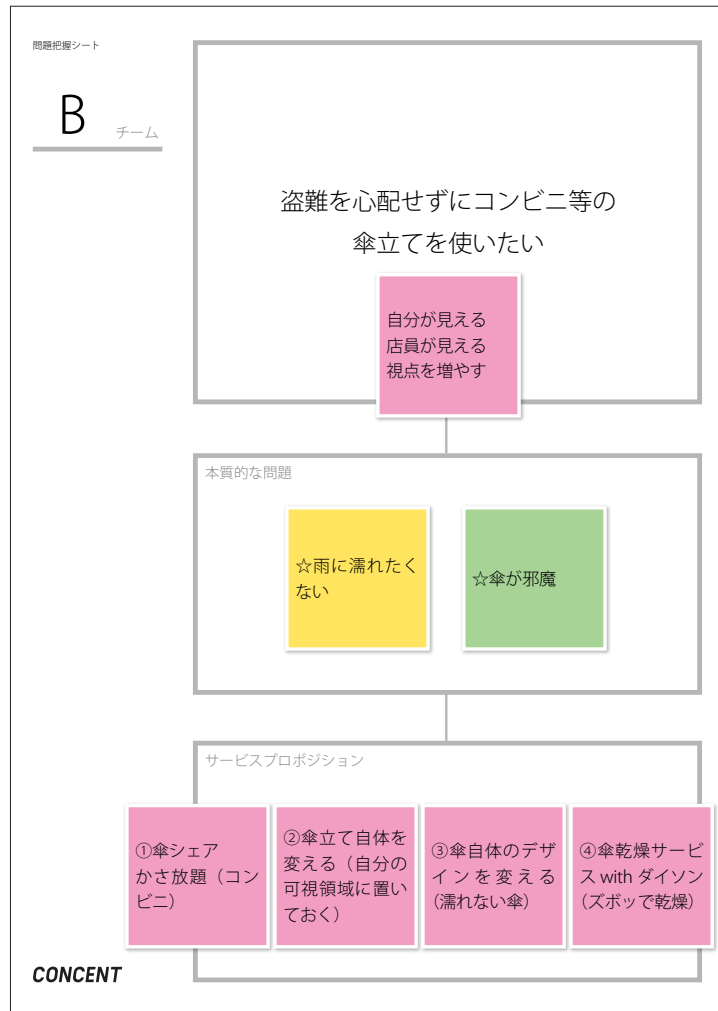 問題把握シート
B チーム
盗難を心配せずにコンビニ等の
傘立てを使いたい
自分が見える
店員が見える
視点を増やす
本質的な問題
☆雨に濡れたく
ない
☆傘が邪魔
サービスプロポジション
①傘シェア
かさ放題（コン
ビニ）
②傘立て自体を
変える（自分の
可視領域に置い
ておく）
③傘自体のデザ
インを変える
（濡れない傘）
④傘乾燥サービ
ス with ダイソン
（ズボッで乾燥）
CONCENT